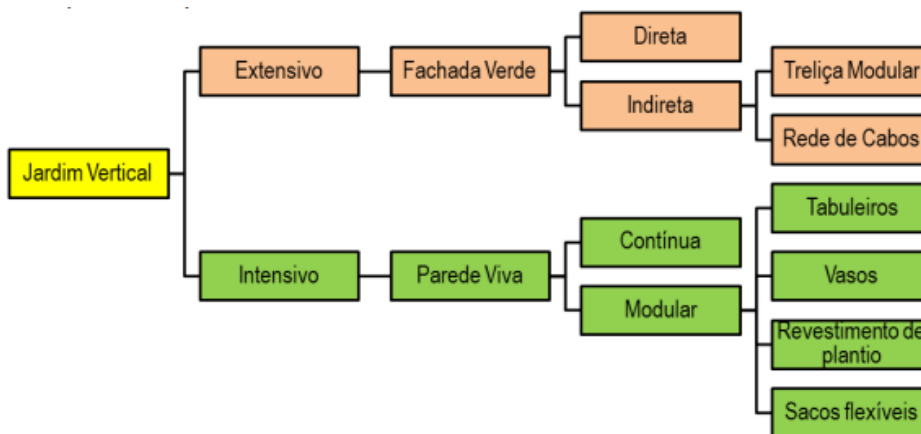 Direta
Extensivo
Fachada Verde
Treliça Modular
Indireta
Rede de Cabos
Jardim Vertical
Tabuleiros
Contínua
Intensivo
Parede Viva
Vasos
Modular
Revestimento de
plantio
Sacos flexíveis